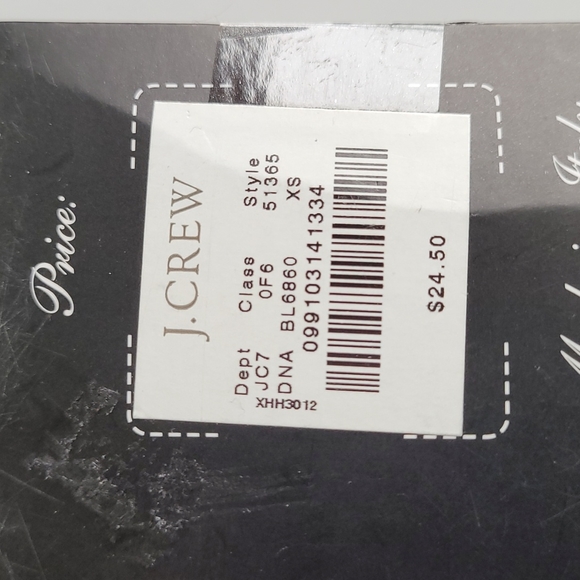 Price:
J.CREW
Dept Class Style
JC7 0F6 51365
DNA BL6860 XS
XHH3012
099103141334
$24.50